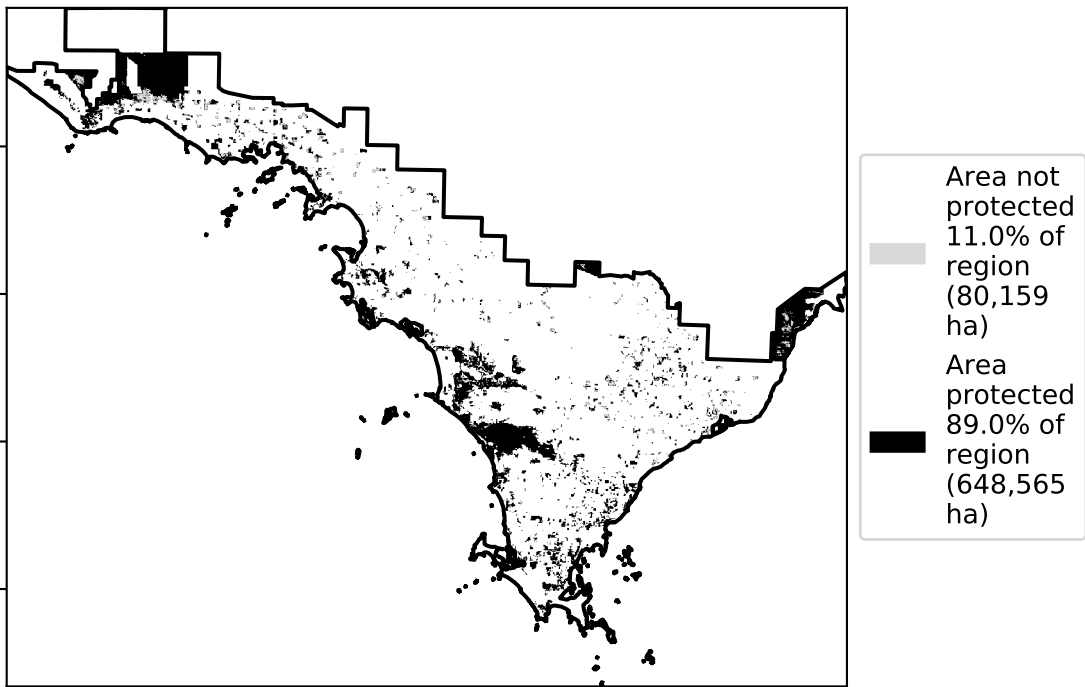 Area not
protected
11.0% of
region
(80,159
ha)
Area
protected
89.0% of
region
(648,565
ha)